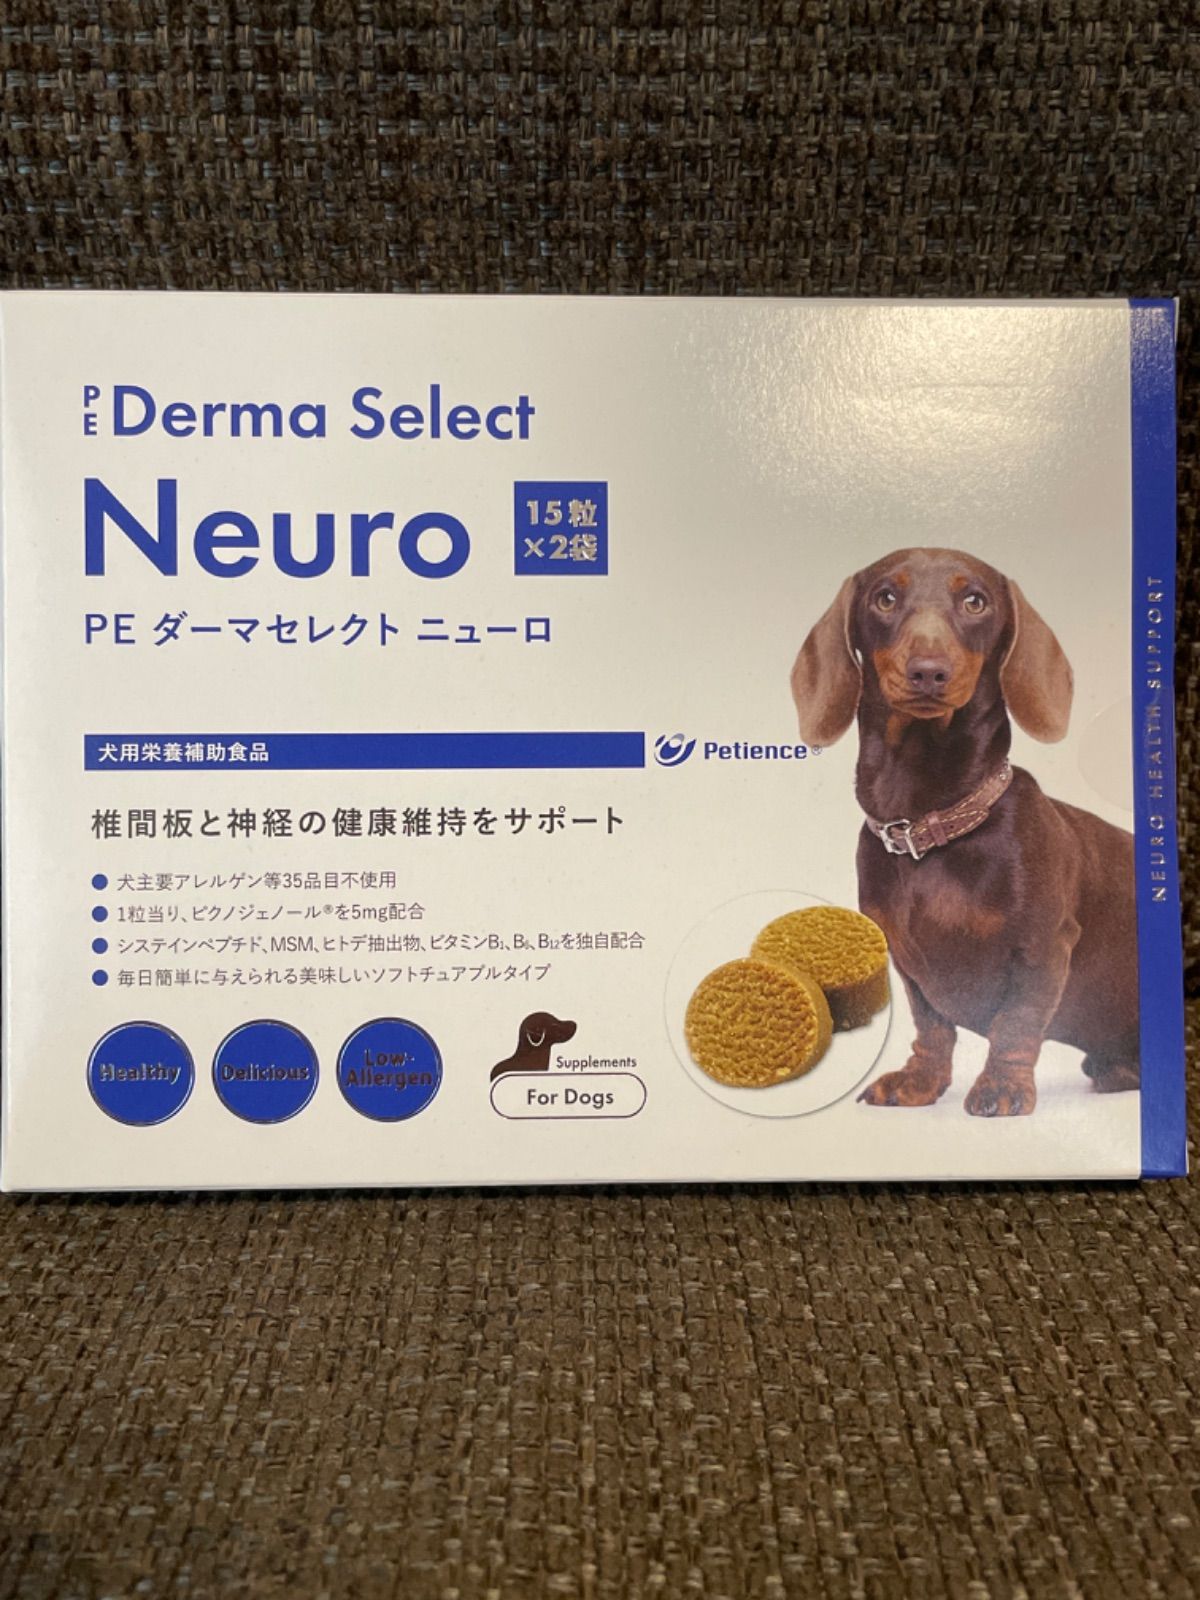 PE Derma Select
Neuro
15粒
×2袋
PE ダーマセレクト ニューロ
犬用栄養補助食品
Petience®
椎間板と神経の健康維持をサポート
● 犬主要アレルゲン等35品目不使用
● 1粒当り、ピクノジェノール®を5mg配合
● システインペプチド、MSM、ヒトデ抽出物、ビタミンB1、B6、B12を独自配合
● 毎日簡単に与えられる美味しいソフトチュアブルタイプ
Healthy
Delicious
Low-
Allergen
Supplements
For Dogs
NEURO HEALTH SUPPORT